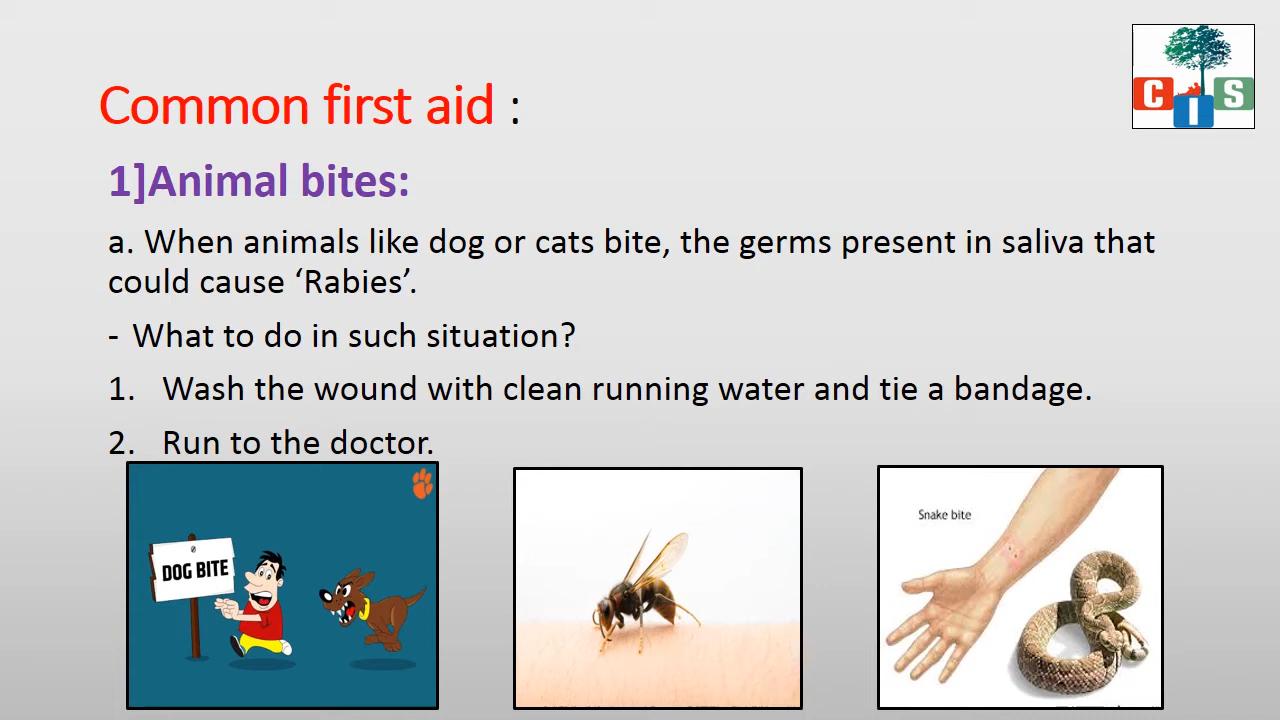 C I S
Common first aid :
1]Animal bites:
a. When animals like dog or cats bite, the germs present in saliva that
could cause ‘Rabies’.
- What to do in such situation?
1. Wash the wound with clean running water and tie a bandage.
2. Run to the doctor.
DOG BITE
Snake bite